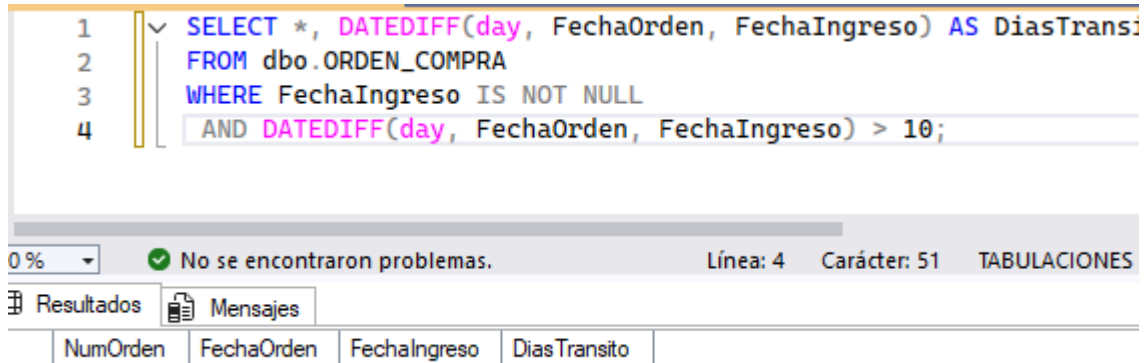 1 SELECT *, DATEDIFF(day, FechaOrden, FechaIngreso) AS DiasTransi
2 FROM dbo.ORDEN_COMPRA
3 WHERE FechaIngreso IS NOT NULL
4 AND DATEDIFF(day, FechaOrden, FechaIngreso) > 10;
0 % No se encontraron problemas. Línea: 4 Carácter: 51 TABULACIONES
Resultados Mensajes
NumOrden FechaOrden FechaIngreso DiasTransito